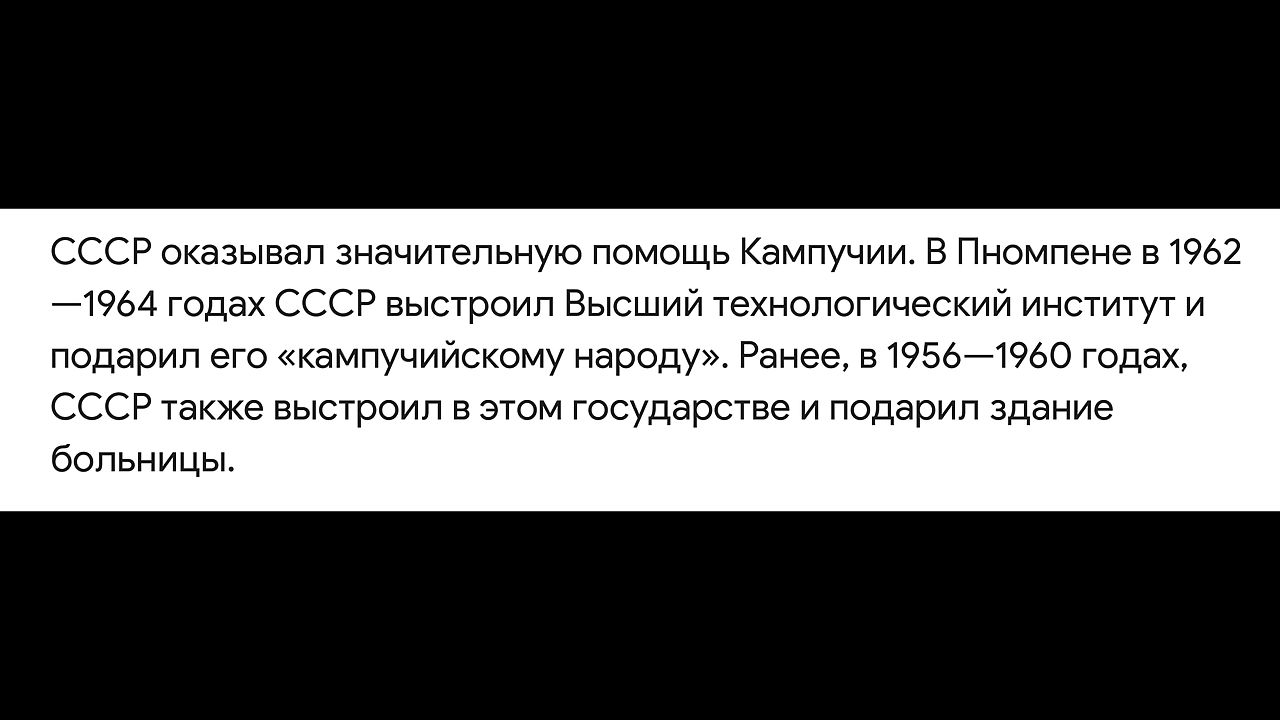 СССР оказывал значительную помощь Кампучии. В Пномпене в 1962
—1964 годах СССР выстроил Высший технологический институт и
подарил его «кампучийскому народу». Ранее, в 1956—1960 годах,
СССР также выстроил в этом государстве и подарил здание
больницы.